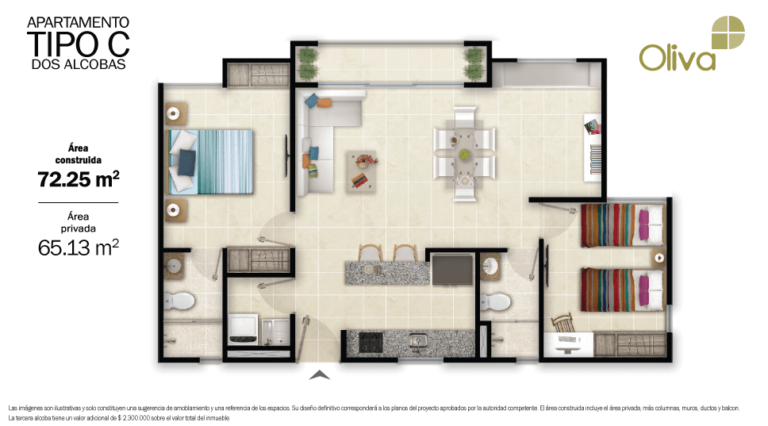 APARTAMENTO
TIPO C
DOS ALCOBAS
Oliva
Área
construida
72.25 m²
Área
privada
65.13 m²
Las imágenes son ilustrativas y solo constituyen una sugerencia de amoblamiento y una referencia de los espacios. Su diseño definitivo corresponderá a los planos del proyecto aprobados por la autoridad competente. El área construida incluye el área privada, más columnas, muros, ductos y balcon.
La tercera alcoba tiene un valor adicional de $ 2.300.000 sobre el valor total del inmueble.